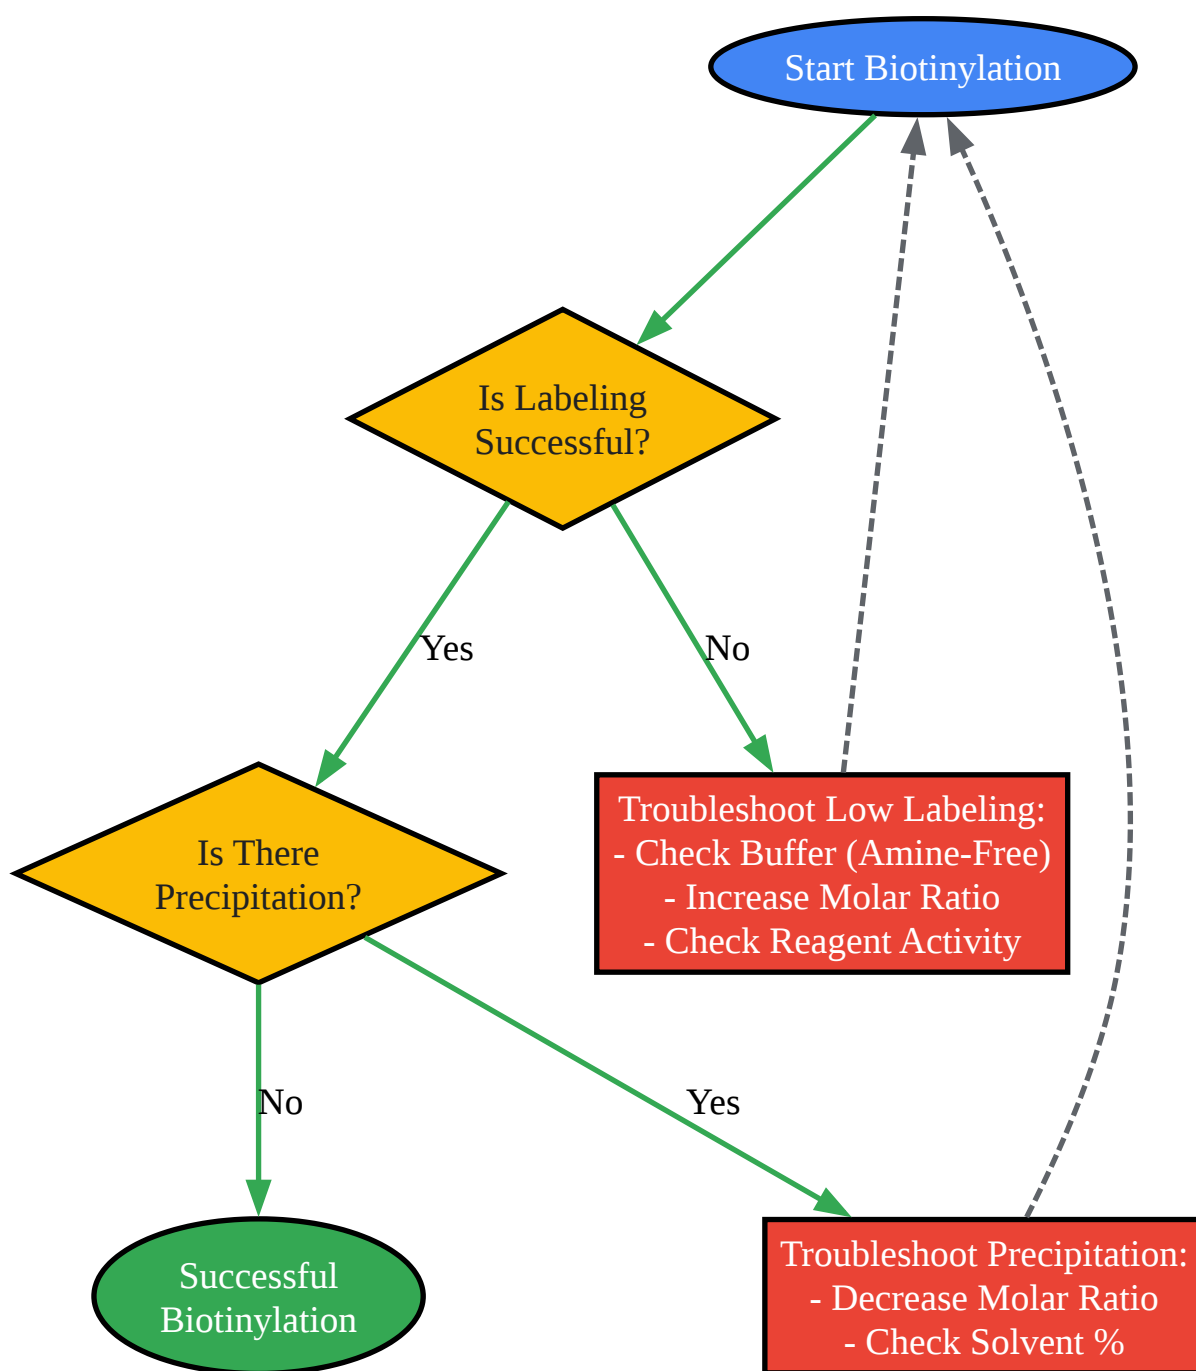 Start Biotinylation
Is Labeling
Successful?
Yes
No
Is There
Precipitation?
Troubleshoot Low Labeling:
- Check Buffer (Amine-Free)
- Increase Molar Ratio
- Check Reagent Activity
No
Yes
Successful
Biotinylation
Troubleshoot Precipitation:
- Decrease Molar Ratio
- Check Solvent %